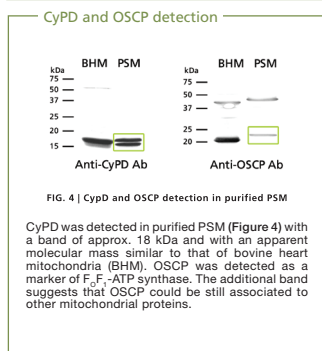 CyPD and OSCP detection
BHM PSM
kDa
75
50
37
25
20
15
Anti-CyPD Ab
BHM PSM
kDa
75
50
37
25
20
Anti-OSCP Ab
FIG. 4 | CypD and OSCP detection in purified PSM
CyPD was detected in purified PSM (Figure 4) with
a band of approx. 18 kDa and with an apparent
molecular mass similar to that of bovine heart
mitochondria (BHM). OSCP was detected as a
marker of FoF1-ATP synthase. The additional band
suggests that OSCP could be still associated to
other mitochondrial proteins.